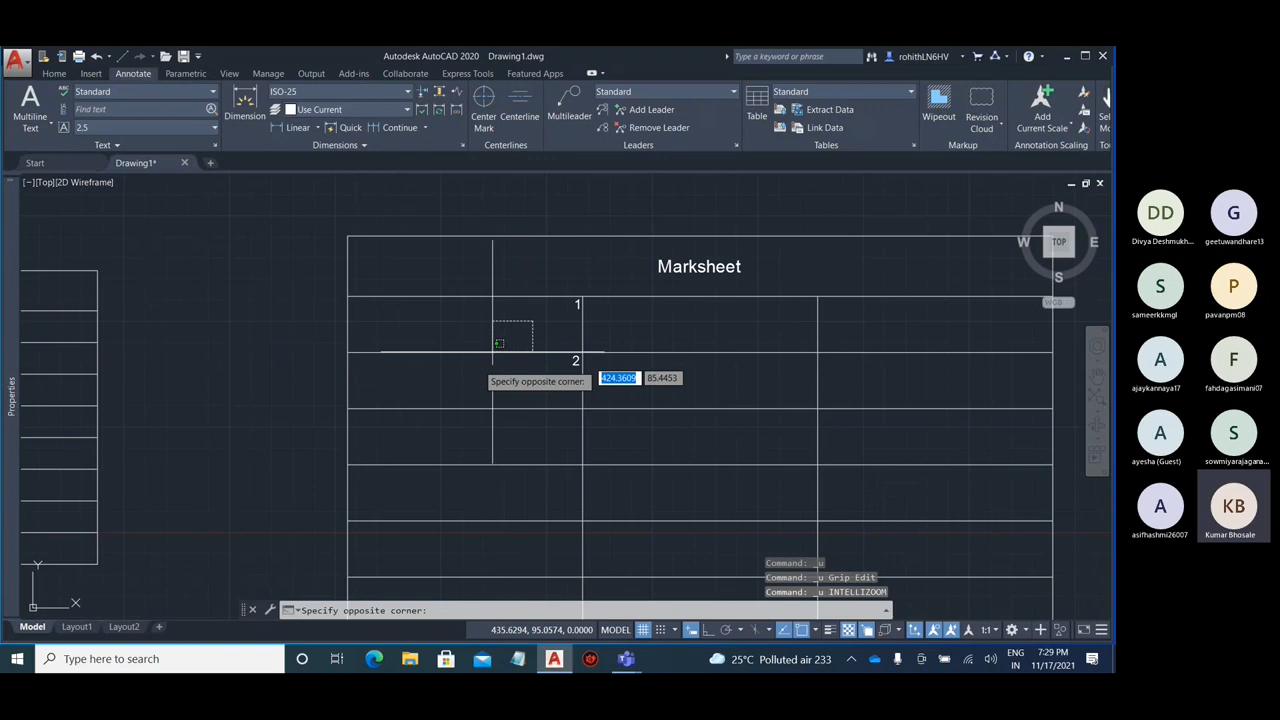 Autodesk AutoCAD 2020 Drawing1.dwg
Type a keyword or phrase
rohithLN6HV
Home Insert Annotate Parametric View Manage Output Add-ins Collaborate Express Tools Featured Apps
Multiline Text
Standard
Find text
2.5
Text
Dimension
ISO-25
Use Current
Linear Quick Continue
Dimensions
Center Mark
Centerline
Centerlines
Multileader
Standard
Add Leader
Remove Leader
Leaders
Table
Standard
Extract Data
Link Data
Tables
Wipeout
Revision Cloud
Markup
Add Current Scale
Annotation Scaling
Start
Drawing1*
[−][Top][2D Wireframe]
N
W TOP E
S
WCS
Properties
Marksheet
1
2
Specify opposite corner: 424.3609 85.4453
Command: _u
Command: _u Grip Edit
Command: _u INTELLIZOOM
Y
X
Specify opposite corner:
Model Layout1 Layout2
435.6294, 95.0574, 0.0000 MODEL
1:1
Type here to search
25°C Polluted air 233
ENG
IN
7:29 PM
11/17/2021
DD
Divya Deshmukh...
G
geetuwandhare13
S
sameerkkmgl
P
pavanpm08
A
ajaykannaya17
F
fahdagasimani07
A
ayesha (Guest)
S
sowmiyarajagana...
A
asifhashmi26007
KB
Kumar Bhosale